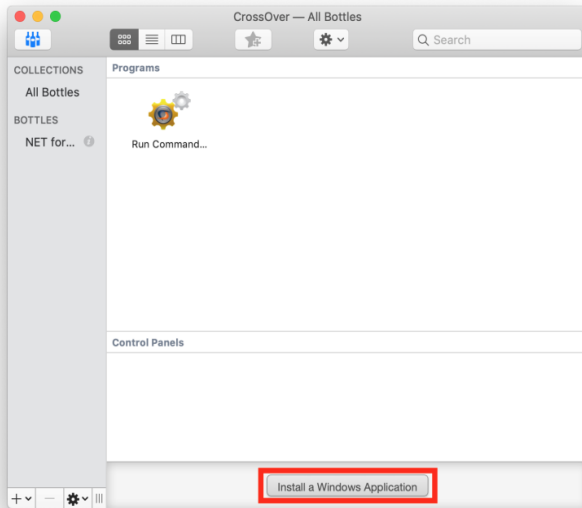 CrossOver — All Bottles
Search
COLLECTIONS
All Bottles
BOTTLES
NET for...
Programs
Run Command...
Control Panels
Install a Windows Application